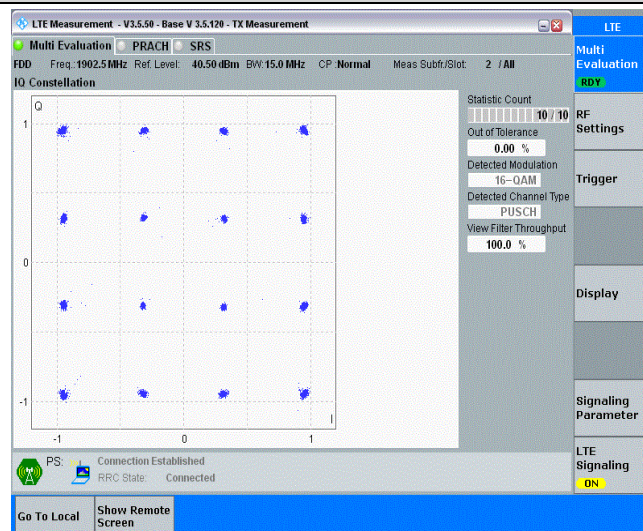 LTE Measurement - V3.5.50 - Base V 3.5.120 - TX Measurement
LTE
Multi Evaluation PRACH SRS
Multi
Evaluation
RDY
FDD Freq.: 1902.5 MHz Ref. Level: 40.50 dBm BW: 15.0 MHz CP : Normal Meas Subfr./Slot: 2 / All
IQ Constellation
Q
1
0
-1
-1 0 1
I
Statistic Count
10 / 10
Out of Tolerance
0.00 %
Detected Modulation
16-QAM
Detected Channel Type
PUSCH
View Filter Throughput
100.0 %
RF
Settings
Trigger
Display
Signaling
Parameter
LTE
Signaling
ON
PS: Connection Established
RRC State: Connected
Go To Local
Show Remote
Screen